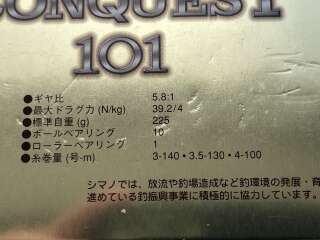 CONQUEST
101
●ギヤ比 5.8:1
●最大ドラグ力 (N/kg) 39.2/4
●標準自重 (g) 225
●ボールベアリング 10
●ローラーベアリング 1
●糸巻量 (号-m) 3-140・3.5-130・4-100
シマノでは、放流や釣場造成など釣環境の発展・育
進めている釣振興事業に積極的に協力しています。